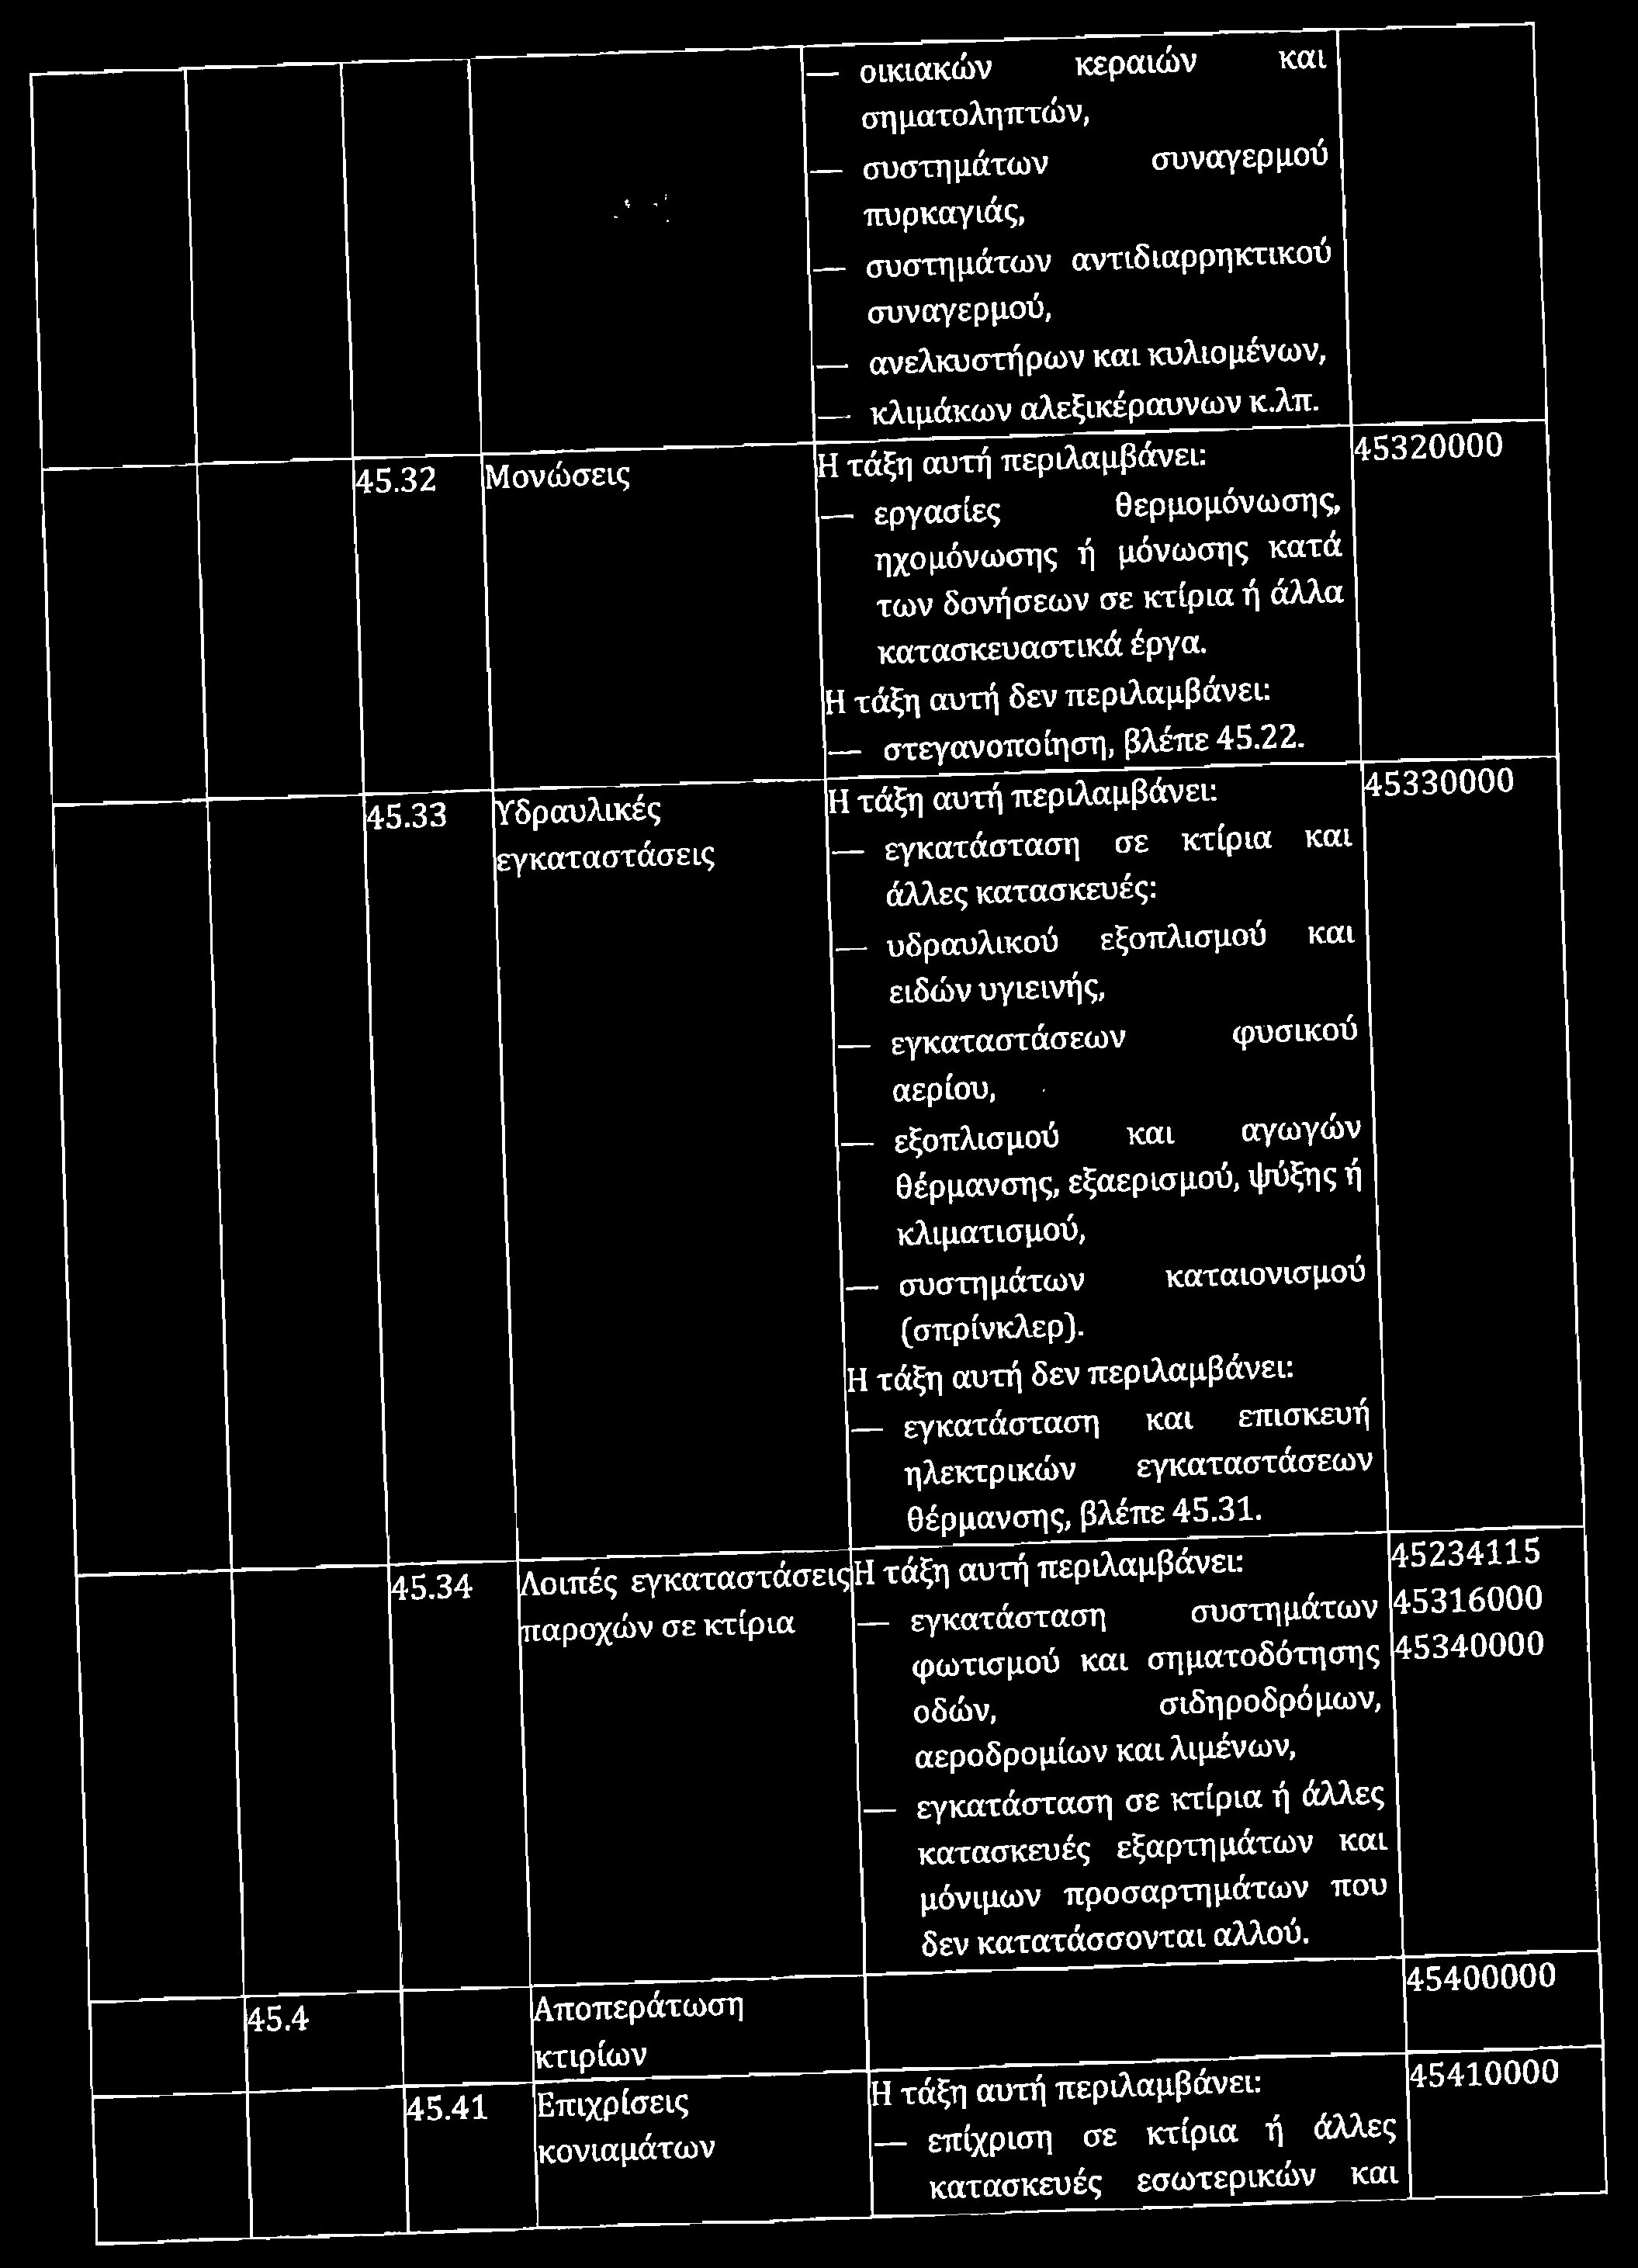 — οικιακών κεραιών και
σηματοληπτών,
— συστημάτων συναγερμού
πυρκαγιάς,
— συστημάτων αντιδιαρρηκτικού
συναγερμού,
— ανελκυστήρων και κυλιομένων,
— κλιμάκων αλεξικέραυνων κ.λπ.
45.32 Μονώσεις Η τάξη αυτή περιλαμβάνει: 45320000
— εργασίες θερμομόνωσης,
ηχομόνωσης ή μόνωσης κατά
των δονήσεων σε κτίρια ή άλλα
κατασκευαστικά έργα.
Η τάξη αυτή δεν περιλαμβάνει:
— στεγανοποίηση, βλέπε 45.22.
45.33 Υδραυλικές Η τάξη αυτή περιλαμβάνει: 45330000
εγκαταστάσεις — εγκατάσταση σε κτίρια και
άλλες κατασκευές:
— υδραυλικού εξοπλισμού και
ειδών υγιεινής,
— εγκαταστάσεων φυσικού
αερίου,
— εξοπλισμού και αγωγών
θέρμανσης, εξαερισμού, ψύξης ή
κλιματισμού,
— συστημάτων καταιονισμού
(σπρίνκλερ).
Η τάξη αυτή δεν περιλαμβάνει:
— εγκατάσταση και επισκευή
ηλεκτρικών εγκαταστάσεων
θέρμανσης, βλέπε 45.31.
45.34 Λοιπές εγκαταστάσεις Η τάξη αυτή περιλαμβάνει: 45234115
παροχών σε κτίρια — εγκατάσταση συστημάτων 45316000
φωτισμού και σηματοδότησης 45340000
οδών, σιδηροδρόμων,
αεροδρομίων και λιμένων,
— εγκατάσταση σε κτίρια ή άλλες
κατασκευές εξαρτημάτων και
μόνιμων προσαρτημάτων που
δεν κατατάσσονται αλλού.
45.4 Αποπεράτωση 45400000
κτιρίων
45.41 Επιχρίσεις Η τάξη αυτή περιλαμβάνει: 45410000
κονιαμάτων — επίχριση σε κτίρια ή άλλες
κατασκευές εσωτερικών και